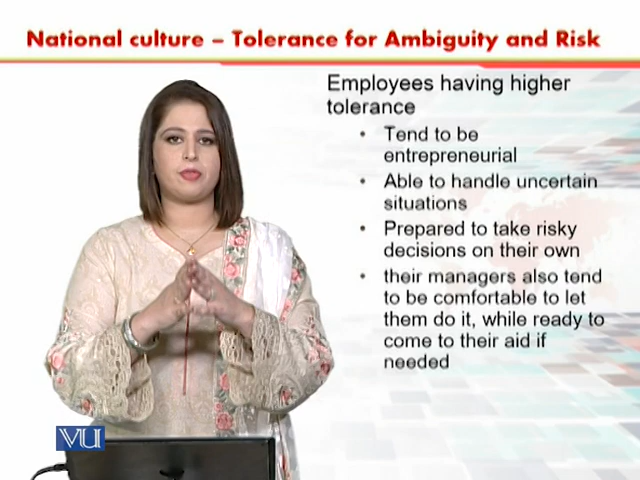 National culture – Tolerance for Ambiguity and Risk
Employees having higher
tolerance
• Tend to be
entrepreneurial
• Able to handle uncertain
situations
• Prepared to take risky
decisions on their own
• their managers also tend
to be comfortable to let
them do it, while ready to
come to their aid if
needed
VU